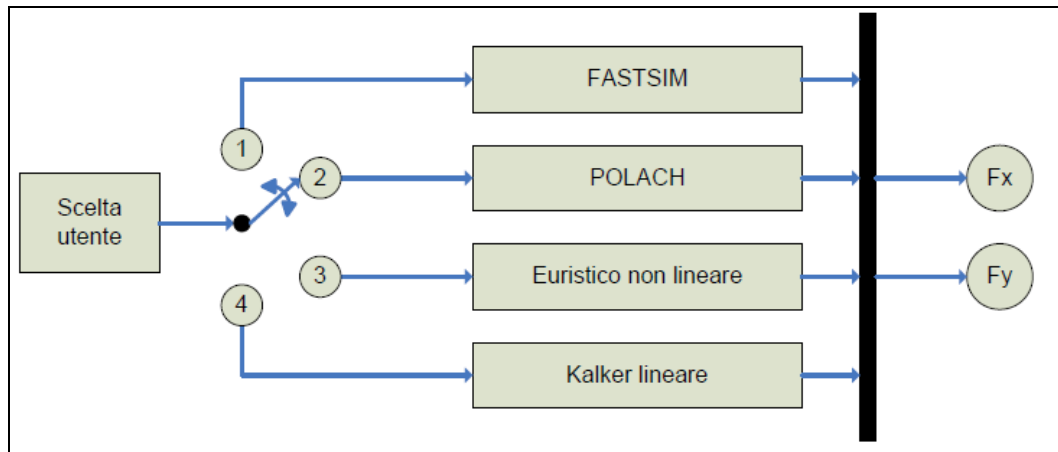 FASTSIM
1
2
POLACH
Fx
Scelta
utente
3
Euristico non lineare
Fy
4
Kalker lineare